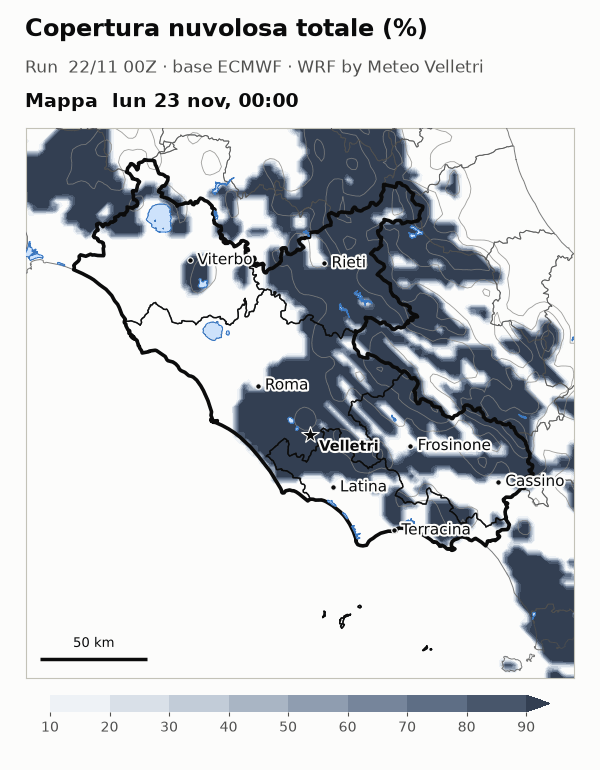 Copertura nuvolosa totale (%)
Run  22/11 00Z · base ECMWF · WRF by Meteo Velletri
Mappa  lun 23 nov, 00:00
Viterbo
Rieti
Roma
Velletri
Frosinone
Cassino
Latina
Terracina
50 km
10 20 30 40 50 60 70 80 90